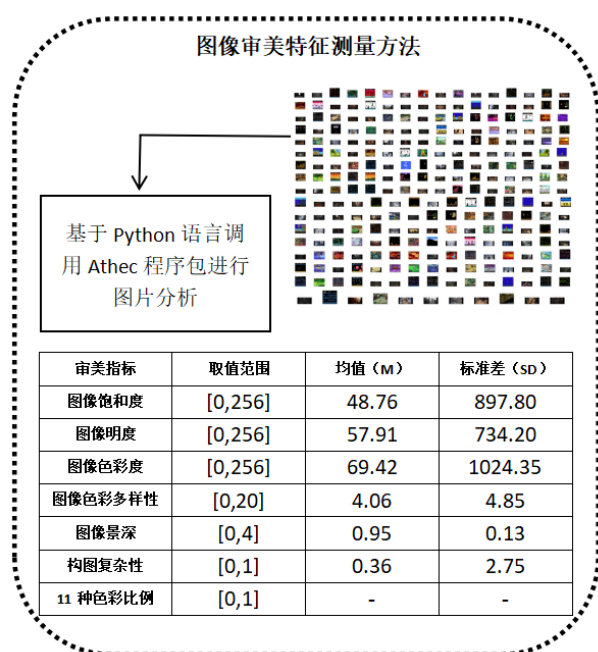 图像审美特征测量方法
基于 Python 语言调
用 Athec 程序包进行
图片分析
审美指标 取值范围 均值（M） 标准差（SD）
图像饱和度 [0,256] 48.76 897.80
图像明度 [0,256] 57.91 734.20
图像色彩度 [0,256] 69.42 1024.35
图像色彩多样性 [0,20] 4.06 4.85
图像景深 [0,4] 0.95 0.13
构图复杂性 [0,1] 0.36 2.75
11 种色彩比例 [0,1] - -